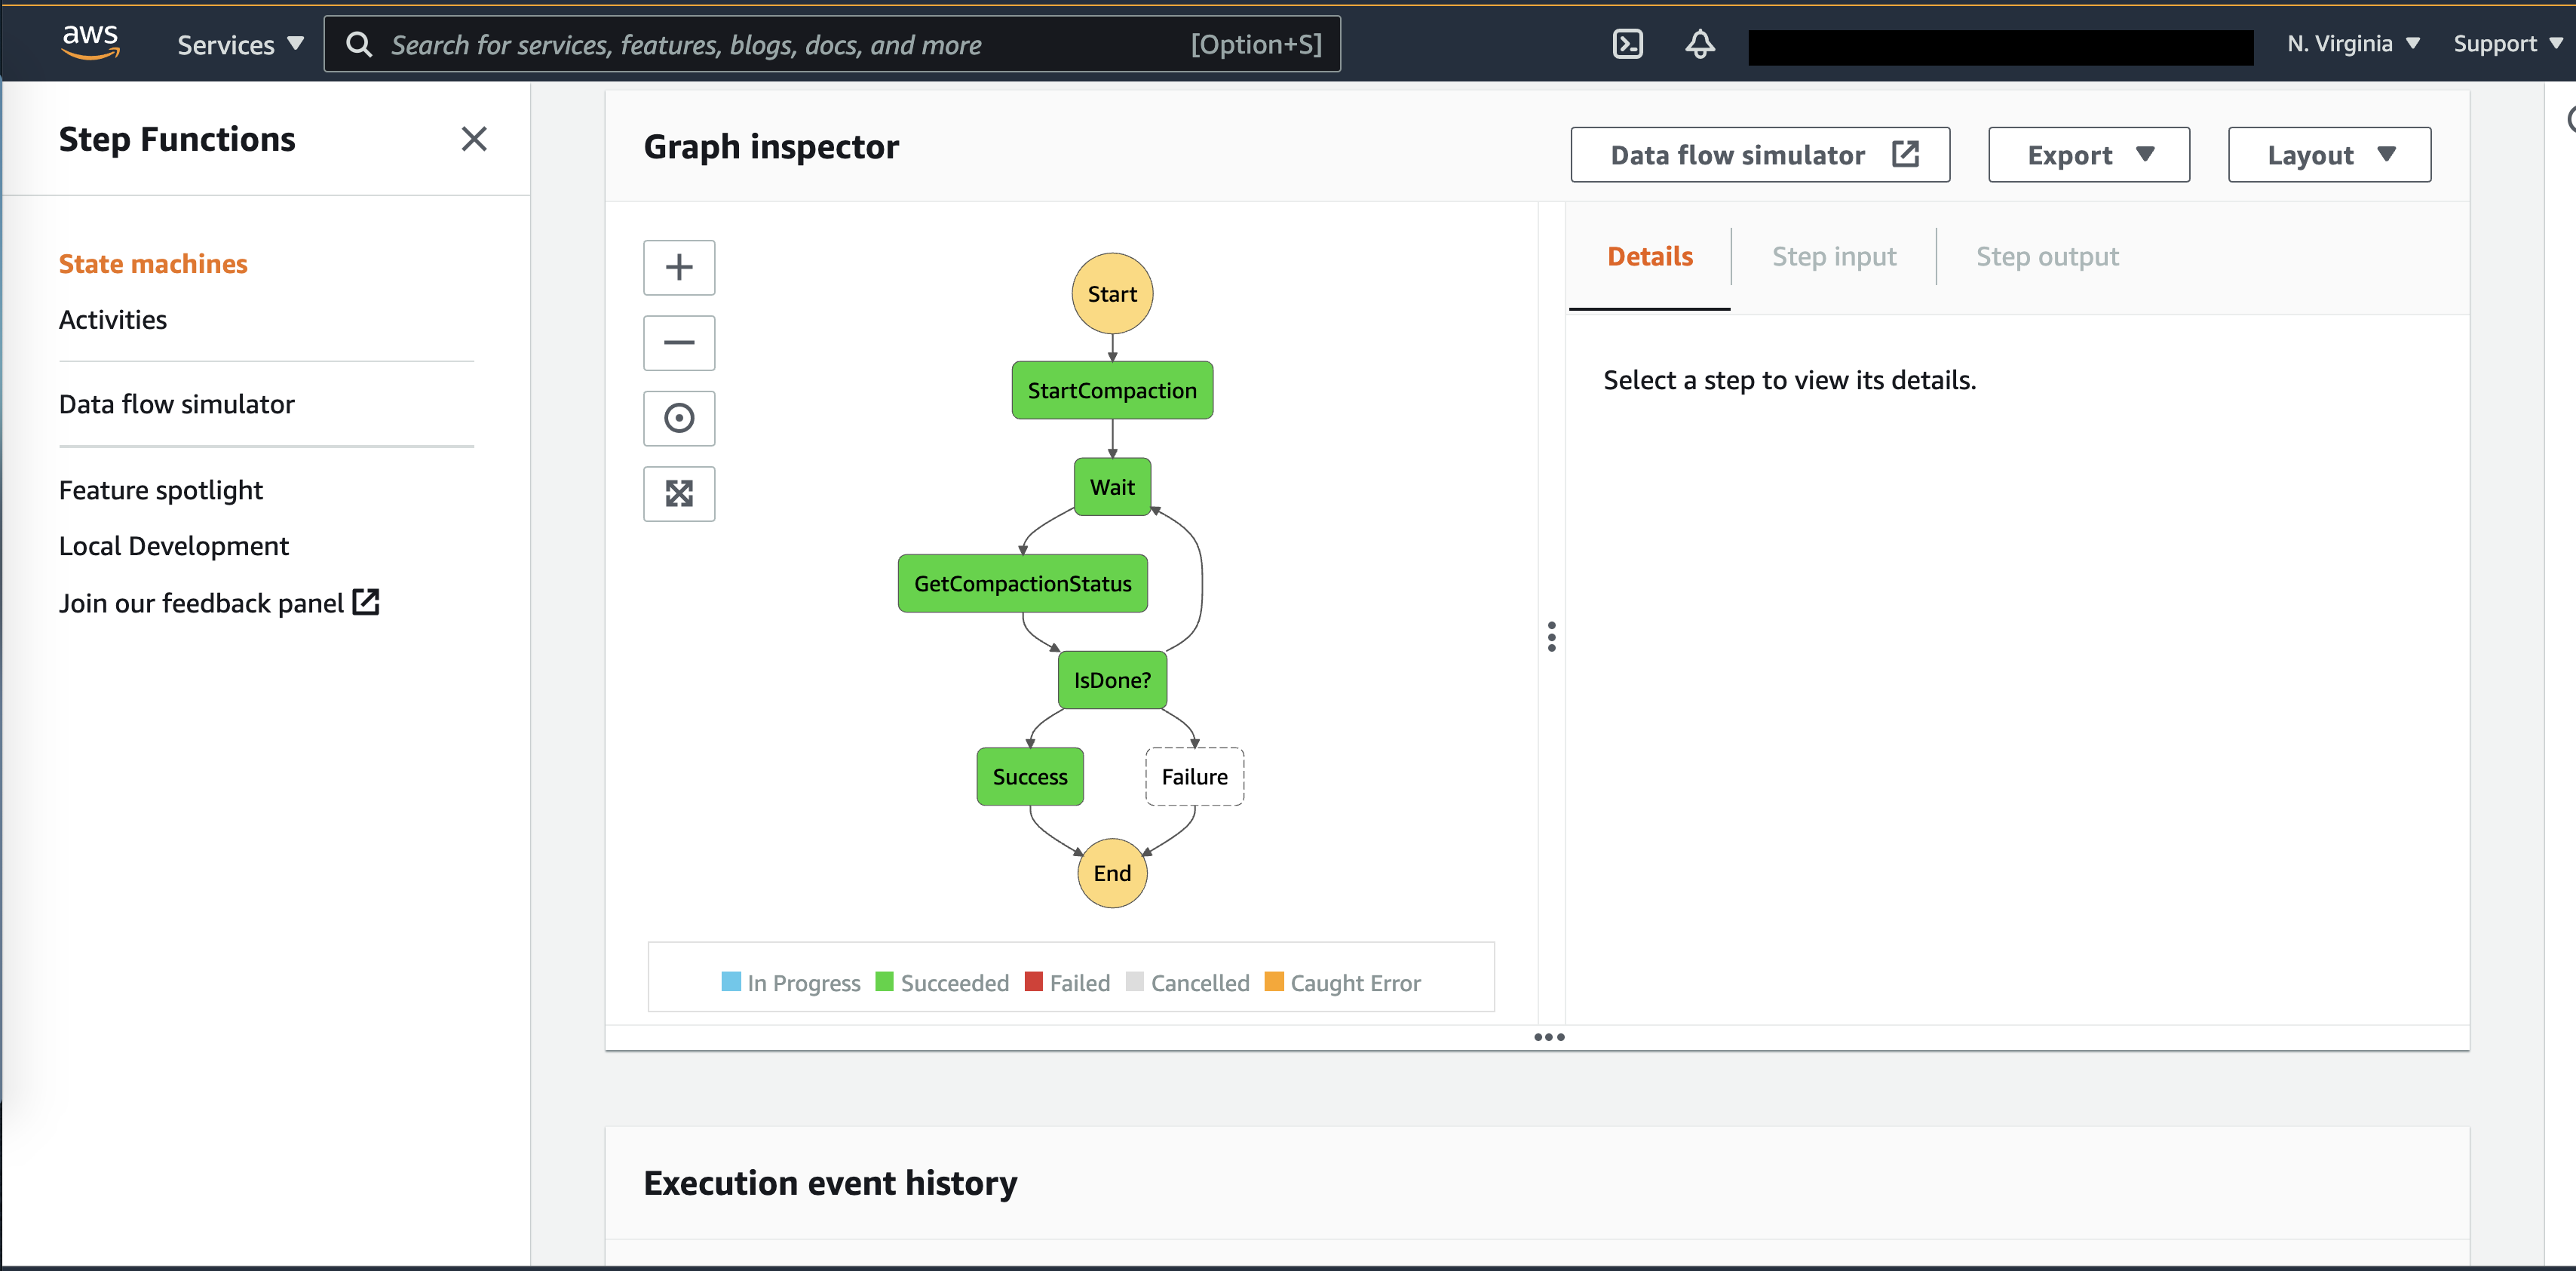 aws Services Search for services, features, blogs, docs, and more [Option+S] N. Virginia Support
Step Functions
State machines
Activities
Data flow simulator
Feature spotlight
Local Development
Join our feedback panel
Graph inspector
Data flow simulator Export Layout
Start
StartCompaction
Wait
GetCompactionStatus
IsDone?
Success Failure
End
In Progress Succeeded Failed Cancelled Caught Error
Details Step input Step output
Select a step to view its details.
Execution event history